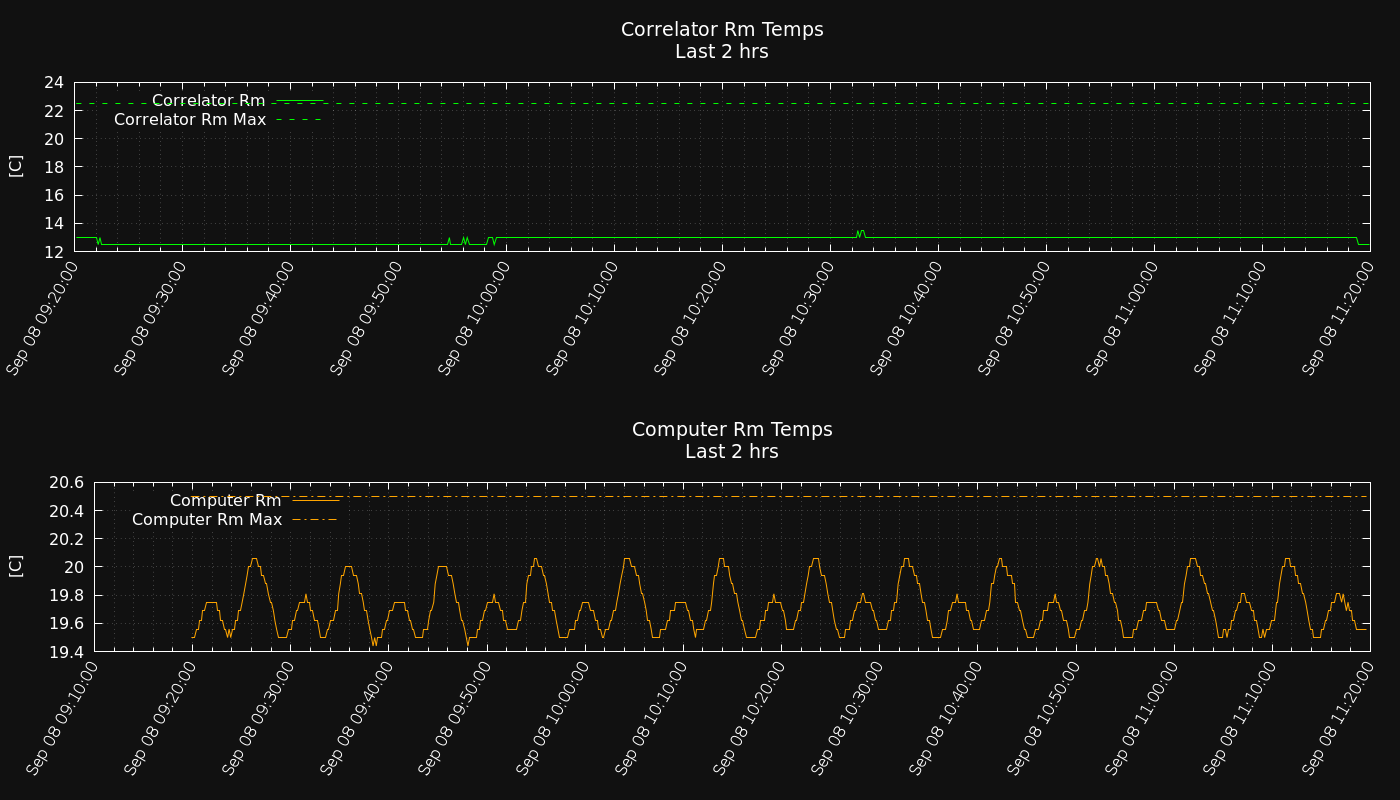 Correlator Rm Temps
Last 2 hrs
24
22
20
18
16
14
12
[C]
Correlator Rm
Correlator Rm Max
Sep 08 09:20:00
Sep 08 09:30:00
Sep 08 09:40:00
Sep 08 09:50:00
Sep 08 10:00:00
Sep 08 10:10:00
Sep 08 10:20:00
Sep 08 10:30:00
Sep 08 10:40:00
Sep 08 10:50:00
Sep 08 11:00:00
Sep 08 11:10:00
Sep 08 11:20:00
Computer Rm Temps
Last 2 hrs
20.6
20.4
20.2
20
19.8
19.6
19.4
[C]
Computer Rm
Computer Rm Max
Sep 08 09:10:00
Sep 08 09:20:00
Sep 08 09:30:00
Sep 08 09:40:00
Sep 08 09:50:00
Sep 08 10:00:00
Sep 08 10:10:00
Sep 08 10:20:00
Sep 08 10:30:00
Sep 08 10:40:00
Sep 08 10:50:00
Sep 08 11:00:00
Sep 08 11:10:00
Sep 08 11:20:00